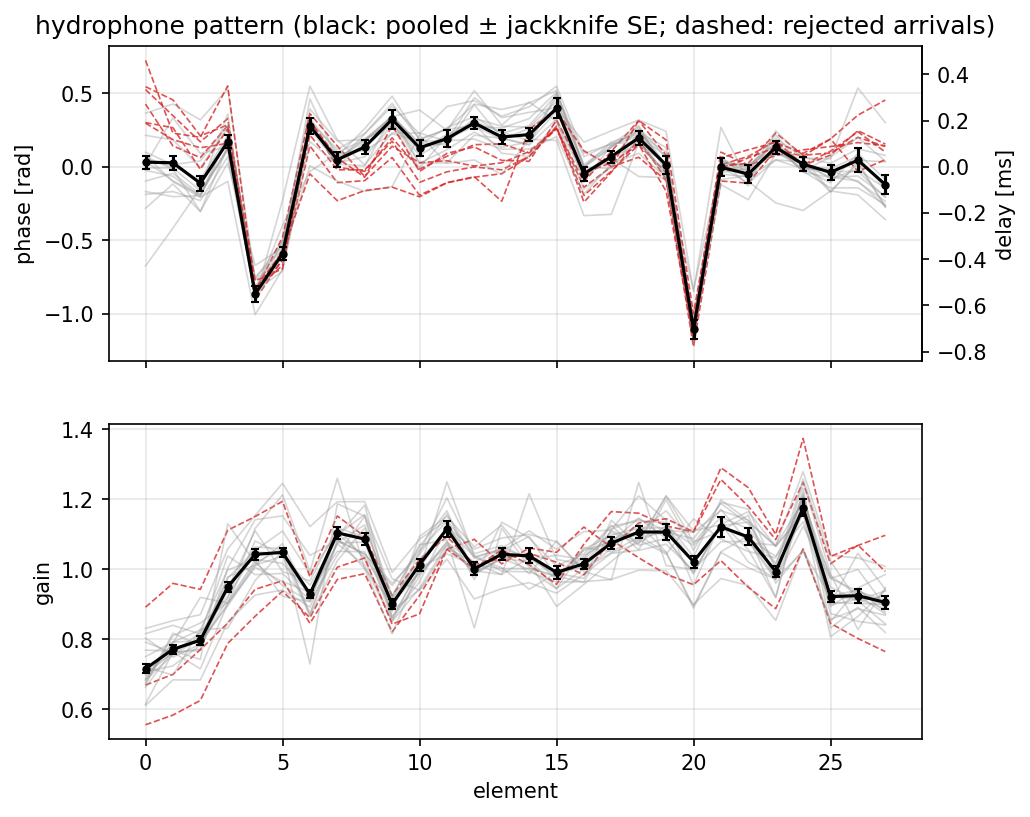 hydrophone pattern (black: pooled ± jackknife SE; dashed: rejected arrivals)
phase [rad]
0.5
0.0
−0.5
−1.0
delay [ms]
0.4
0.2
0.0
−0.2
−0.4
−0.6
−0.8
gain
1.4
1.2
1.0
0.8
0.6
0 5 10 15 20 25
element